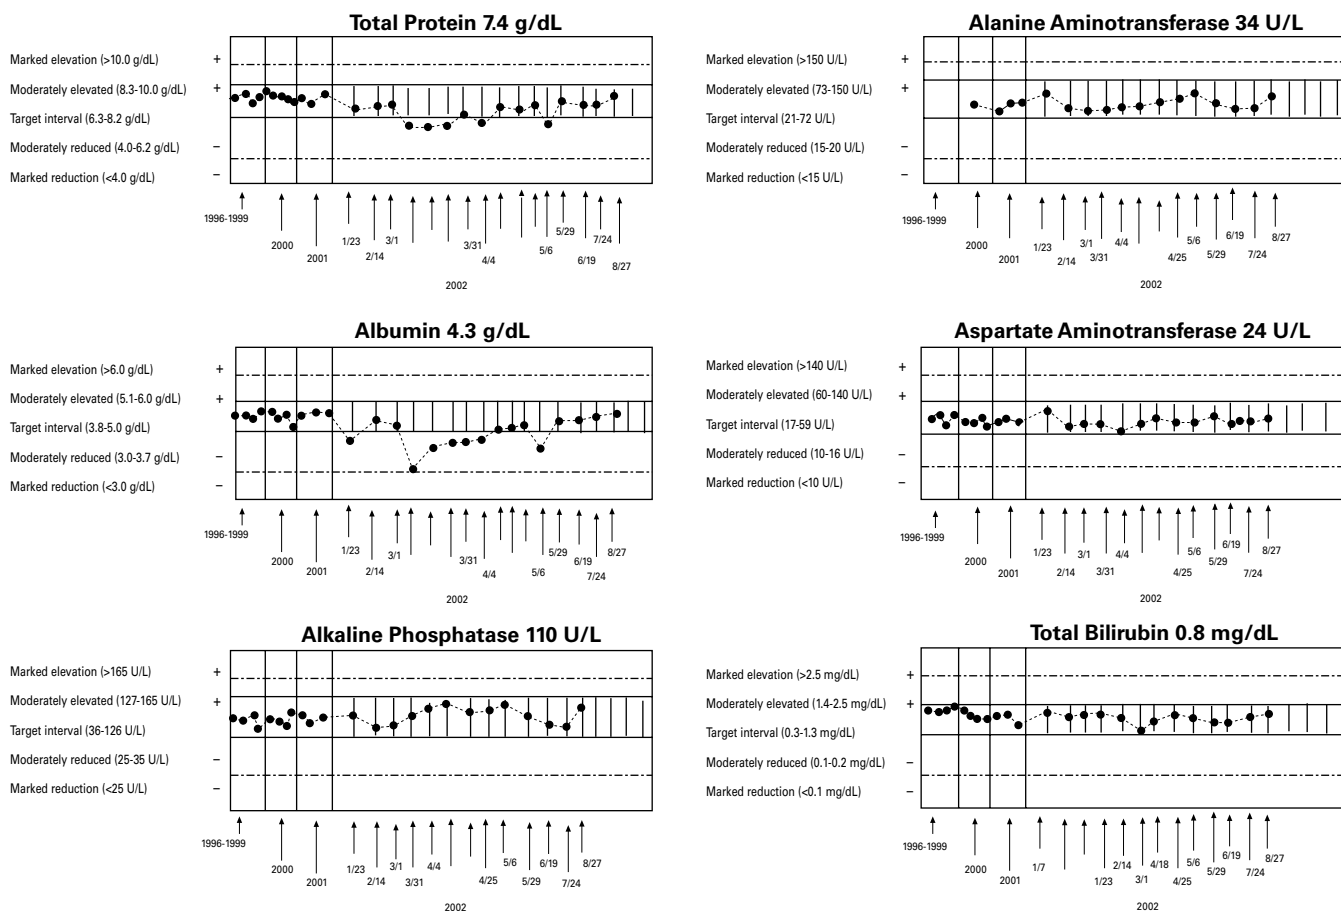 Total Protein 7.4 g/dL
Marked elevation (>10.0 g/dL) +
Moderately elevated (8.3-10.0 g/dL) +
Target interval (6.3-8.2 g/dL)
Moderately reduced (4.0-6.2 g/dL) –
Marked reduction (<4.0 g/dL) –
1996-1999 2000 2001 1/23 2/14 3/1 3/31 4/4 5/6 5/29 6/19 7/24 8/27
2002
Alanine Aminotransferase 34 U/L
Marked elevation (>150 U/L) +
Moderately elevated (73-150 U/L) +
Target interval (21-72 U/L)
Moderately reduced (15-20 U/L) –
Marked reduction (<15 U/L) –
1996-1999 2000 2001 1/23 2/14 3/1 3/31 4/4 4/25 5/6 5/29 6/19 7/24 8/27
2002
Albumin 4.3 g/dL
Marked elevation (>6.0 g/dL) +
Moderately elevated (5.1-6.0 g/dL) +
Target interval (3.8-5.0 g/dL)
Moderately reduced (3.0-3.7 g/dL) –
Marked reduction (<3.0 g/dL) –
1996-1999 2000 2001 1/23 2/14 3/1 3/31 4/4 5/6 5/29 6/19 7/24 8/27
2002
Aspartate Aminotransferase 24 U/L
Marked elevation (>140 U/L) +
Moderately elevated (60-140 U/L) +
Target interval (17-59 U/L)
Moderately reduced (10-16 U/L) –
Marked reduction (<10 U/L) –
1996-1999 2000 2001 1/23 2/14 3/1 3/31 4/4 4/25 5/6 5/29 6/19 7/24 8/27
2002
Alkaline Phosphatase 110 U/L
Marked elevation (>165 U/L) +
Moderately elevated (127-165 U/L) +
Target interval (36-126 U/L)
Moderately reduced (25-35 U/L) –
Marked reduction (<25 U/L) –
1996-1999 2000 2001 1/23 2/14 3/1 3/31 4/4 4/25 5/6 5/29 6/19 7/24 8/27
2002
Total Bilirubin 0.8 mg/dL
Marked elevation (>2.5 mg/dL) +
Moderately elevated (1.4-2.5 mg/dL) +
Target interval (0.3-1.3 mg/dL)
Moderately reduced (0.1-0.2 mg/dL) –
Marked reduction (<0.1 mg/dL) –
1996-1999 2000 2001 1/7 1/23 2/14 3/1 4/18 4/25 5/6 5/29 6/19 7/24 8/27
2002